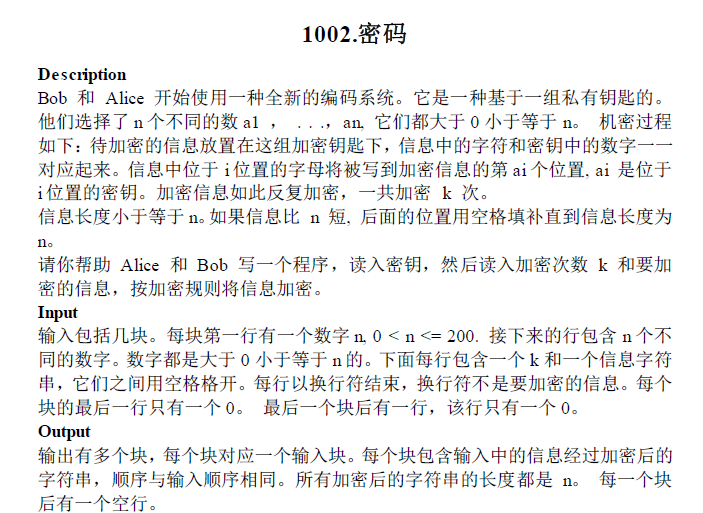 1002.密码
Description
Bob 和 Alice 开始使用一种全新的编码系统。它是一种基于一组私有钥匙的。
他们选择了 n 个不同的数 a1 ， . . ., an, 它们都大于 0 小于等于 n。 机密过程
如下：待加密的信息放置在这组加密钥匙下，信息中的字符和密钥中的数字一一
对应起来。信息中位于 i 位置的字母将被写到加密信息的第 ai 个位置, ai 是位于
i 位置的密钥。加密信息如此反复加密，一共加密 k 次。
信息长度小于等于 n。如果信息比 n 短, 后面的位置用空格填补直到信息长度为
n。
请你帮助 Alice 和 Bob 写一个程序，读入密钥，然后读入加密次数 k 和要加
密的信息，按加密规则将信息加密。
Input
输入包括几块。每块第一行有一个数字 n, 0 < n <= 200. 接下来的行包含 n 个不
同的数字。数字都是大于 0 小于等于 n 的。下面每行包含一个 k 和一个信息字符
串，它们之间用空格格开。每行以换行符结束，换行符不是要加密的信息。每个
块的最后一行只有一个 0。 最后一个块后有一行，该行只有一个 0。
Output
输出有多个块，每个块对应一个输入块。每个块包含输入中的信息经过加密后的
字符串，顺序与输入顺序相同。所有加密后的字符串的长度都是 n。 每一个块
后有一个空行。